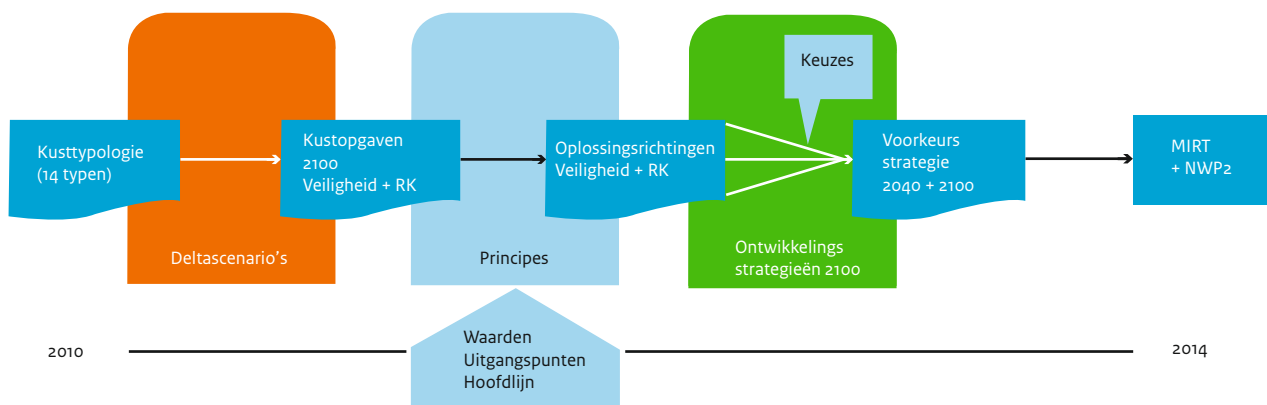 Keuzes
Kusttypologie
(14 typen)
Kustopgaven
2100
Veiligheid + RK
Oplossingsrichtingen
Veiligheid + RK
Voorkeurs
strategie
2040 + 2100
MIRT
+ NWP2
Deltascenario's
Principes
Ontwikkelings
strategieën 2100
Waarden
Uitgangspunten
Hoofdlijn
2010
2014